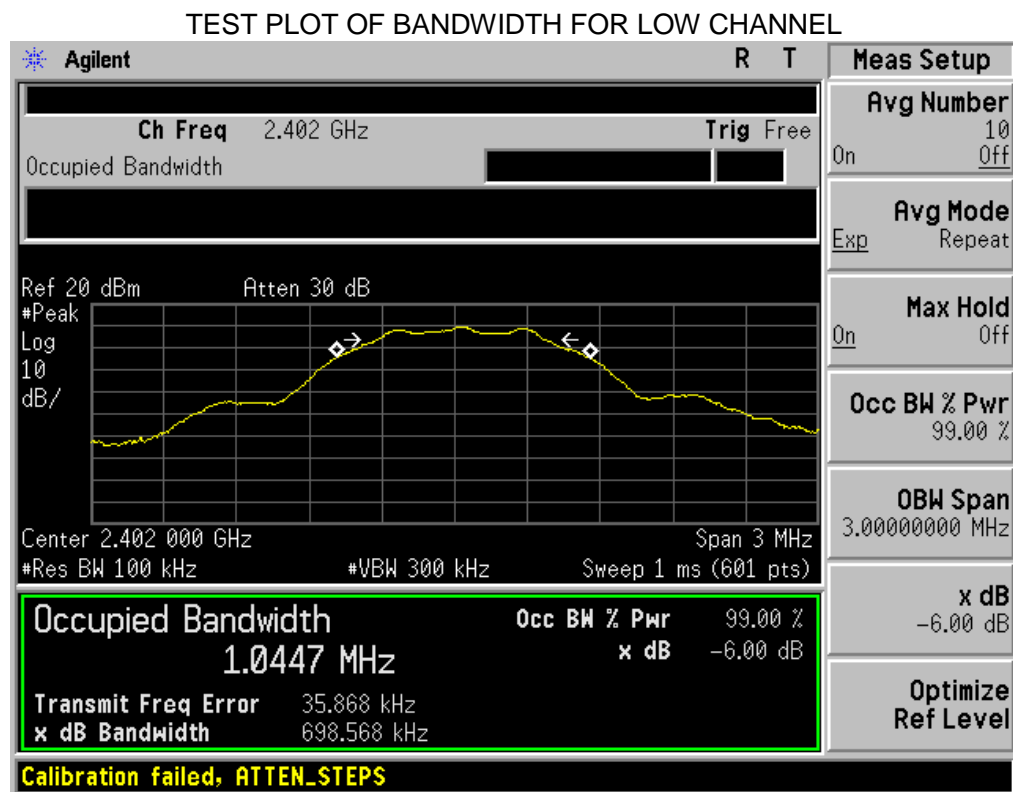 TEST PLOT OF BANDWIDTH FOR LOW CHANNEL
Agilent R T
Ch Freq 2.402 GHz Trig Free
Occupied Bandwidth
Ref 20 dBm Atten 30 dB
#Peak
Log
10
dB/
Center 2.402 000 GHz Span 3 MHz
#Res BW 100 kHz #VBW 300 kHz Sweep 1 ms (601 pts)
Occupied Bandwidth Occ BW % Pwr 99.00 %
1.0447 MHz x dB -6.00 dB
Transmit Freq Error 35.868 kHz
x dB Bandwidth 698.568 kHz
Calibration failed, ATTEN_STEPS
Meas Setup
Avg Number
10
On Off
Avg Mode
Exp Repeat
Max Hold
On Off
Occ BW % Pwr
99.00 %
OBW Span
3.00000000 MHz
x dB
-6.00 dB
Optimize
Ref Level